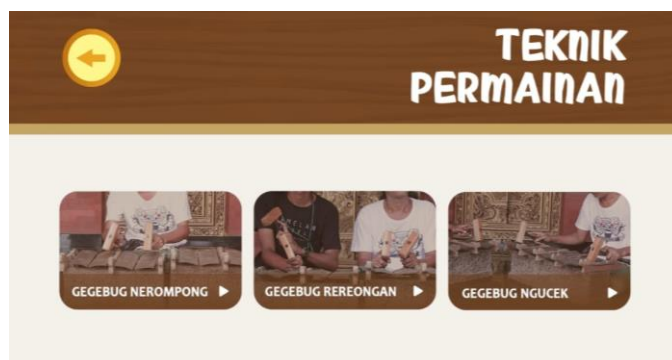 TEKNIK
PERMAINAN
GEGEBUG NEROMPONG
GEGEBUG REREONGAN
GEGEBUG NGUCEK